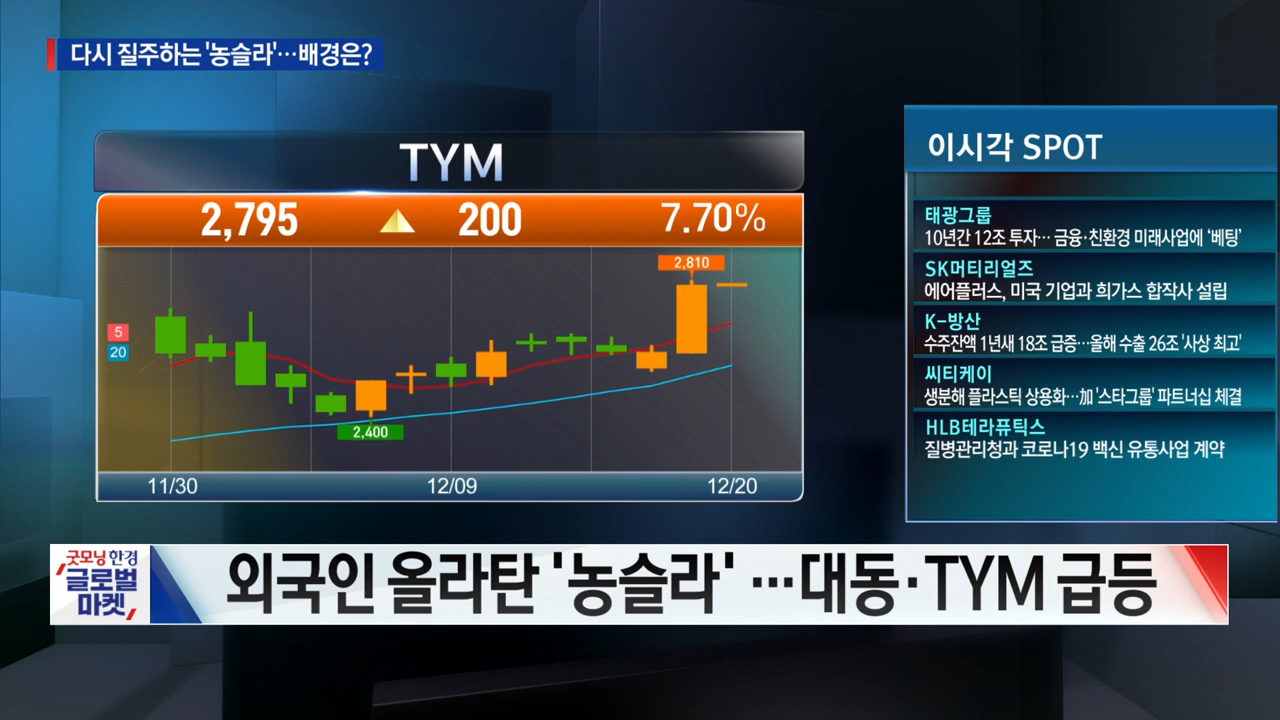 다시 질주하는 '농슬라'…배경은?
TYM
2,795 200 7.70%
2,810
5
20
2,400
11/30 12/09 12/20
이시각 SPOT
태광그룹
10년간 12조 투자… 금융·친환경 미래사업에 '베팅'
SK머티리얼즈
에어플러스, 미국 기업과 희가스 합작사 설립
K-방산
수주잔액 1년새 18조 급증…올해 수출 26조 '사상 최고'
씨티케이
생분해 플라스틱 상용화…加 '스타그룹' 파트너십 체결
HLB테라퓨틱스
질병관리청과 코로나19 백신 유통사업 계약
굿모닝 한경
글로벌
마켓
외국인 올라탄 '농슬라' …대동·TYM 급등